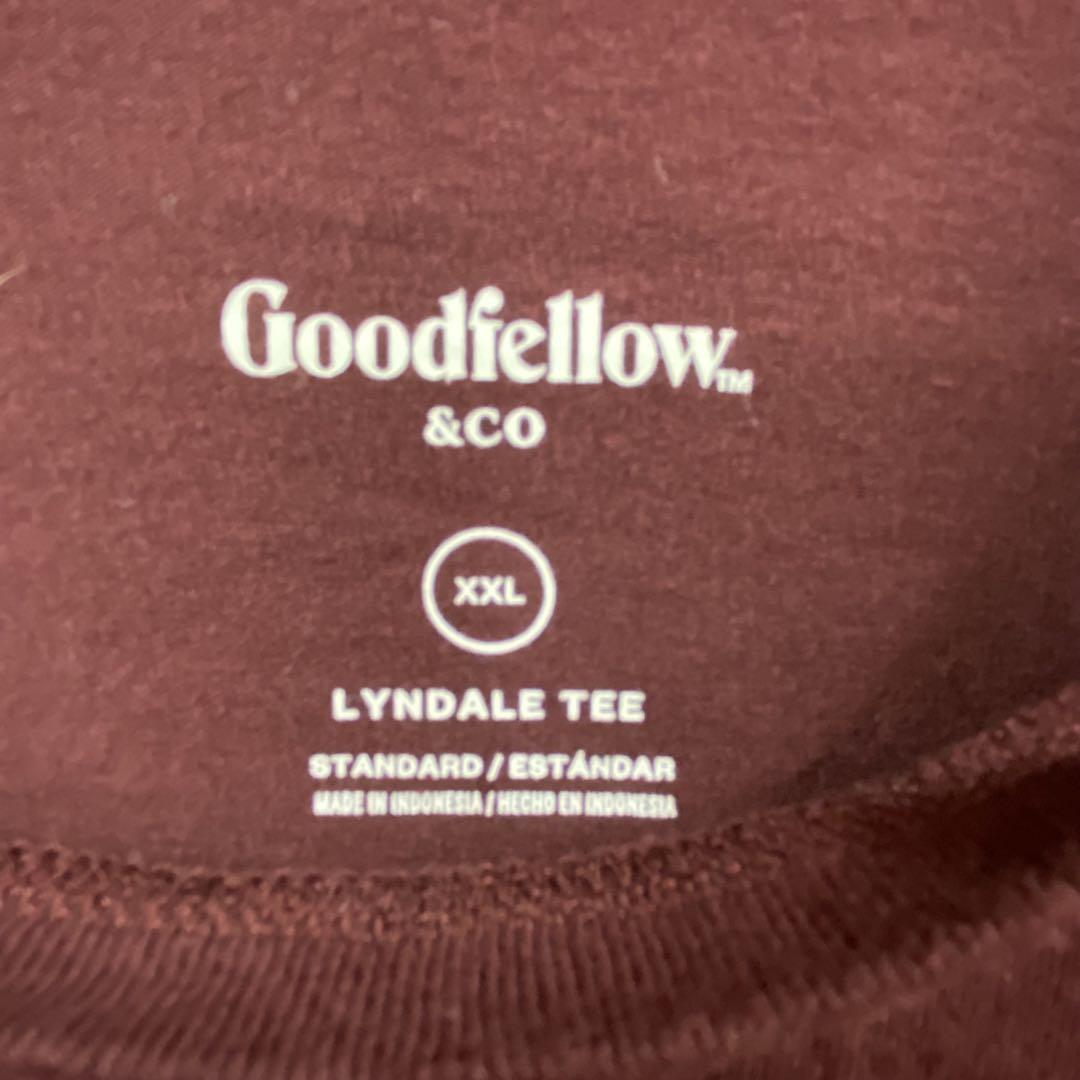 Goodfellow™
&CO
XXL
LYNDALE TEE
STANDARD / ESTÁNDAR
MADE IN INDONESIA / HECHO EN INDONESIA